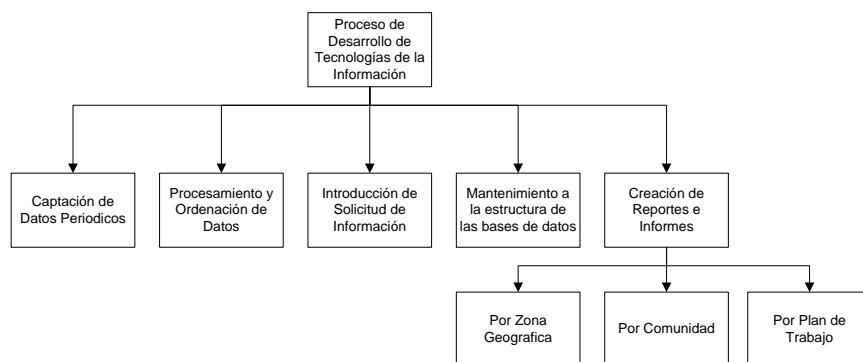 Proceso de
Desarrollo de
Tecnologías de la
Información
Captación de
Datos Periodicos
Procesamiento y
Ordenación de
Datos
Introducción de
Solicitud de
Información
Mantenimiento a
la estructura de
las bases de datos
Creación de
Reportes e
Informes
Por Zona
Geografica
Por Comunidad
Por Plan de
Trabajo